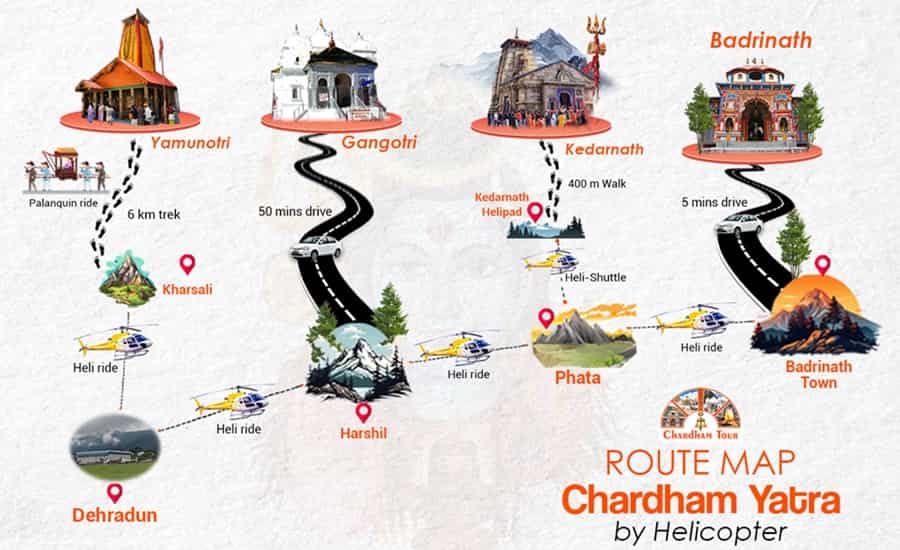 Badrinath
Yamunotri
Gangotri
Kedarnath
Palanquin ride
6 km trek
50 mins drive
Kedarnath
Helipad
400 m Walk
5 mins drive
Kharsali
Heli-Shuttle
Heli ride
Heli ride
Heli ride
Heli ride
Phata
Badrinath
Town
Harshil
Dehradun
Chardham Tour
ROUTE MAP
Chardham Yatra
by Helicopter